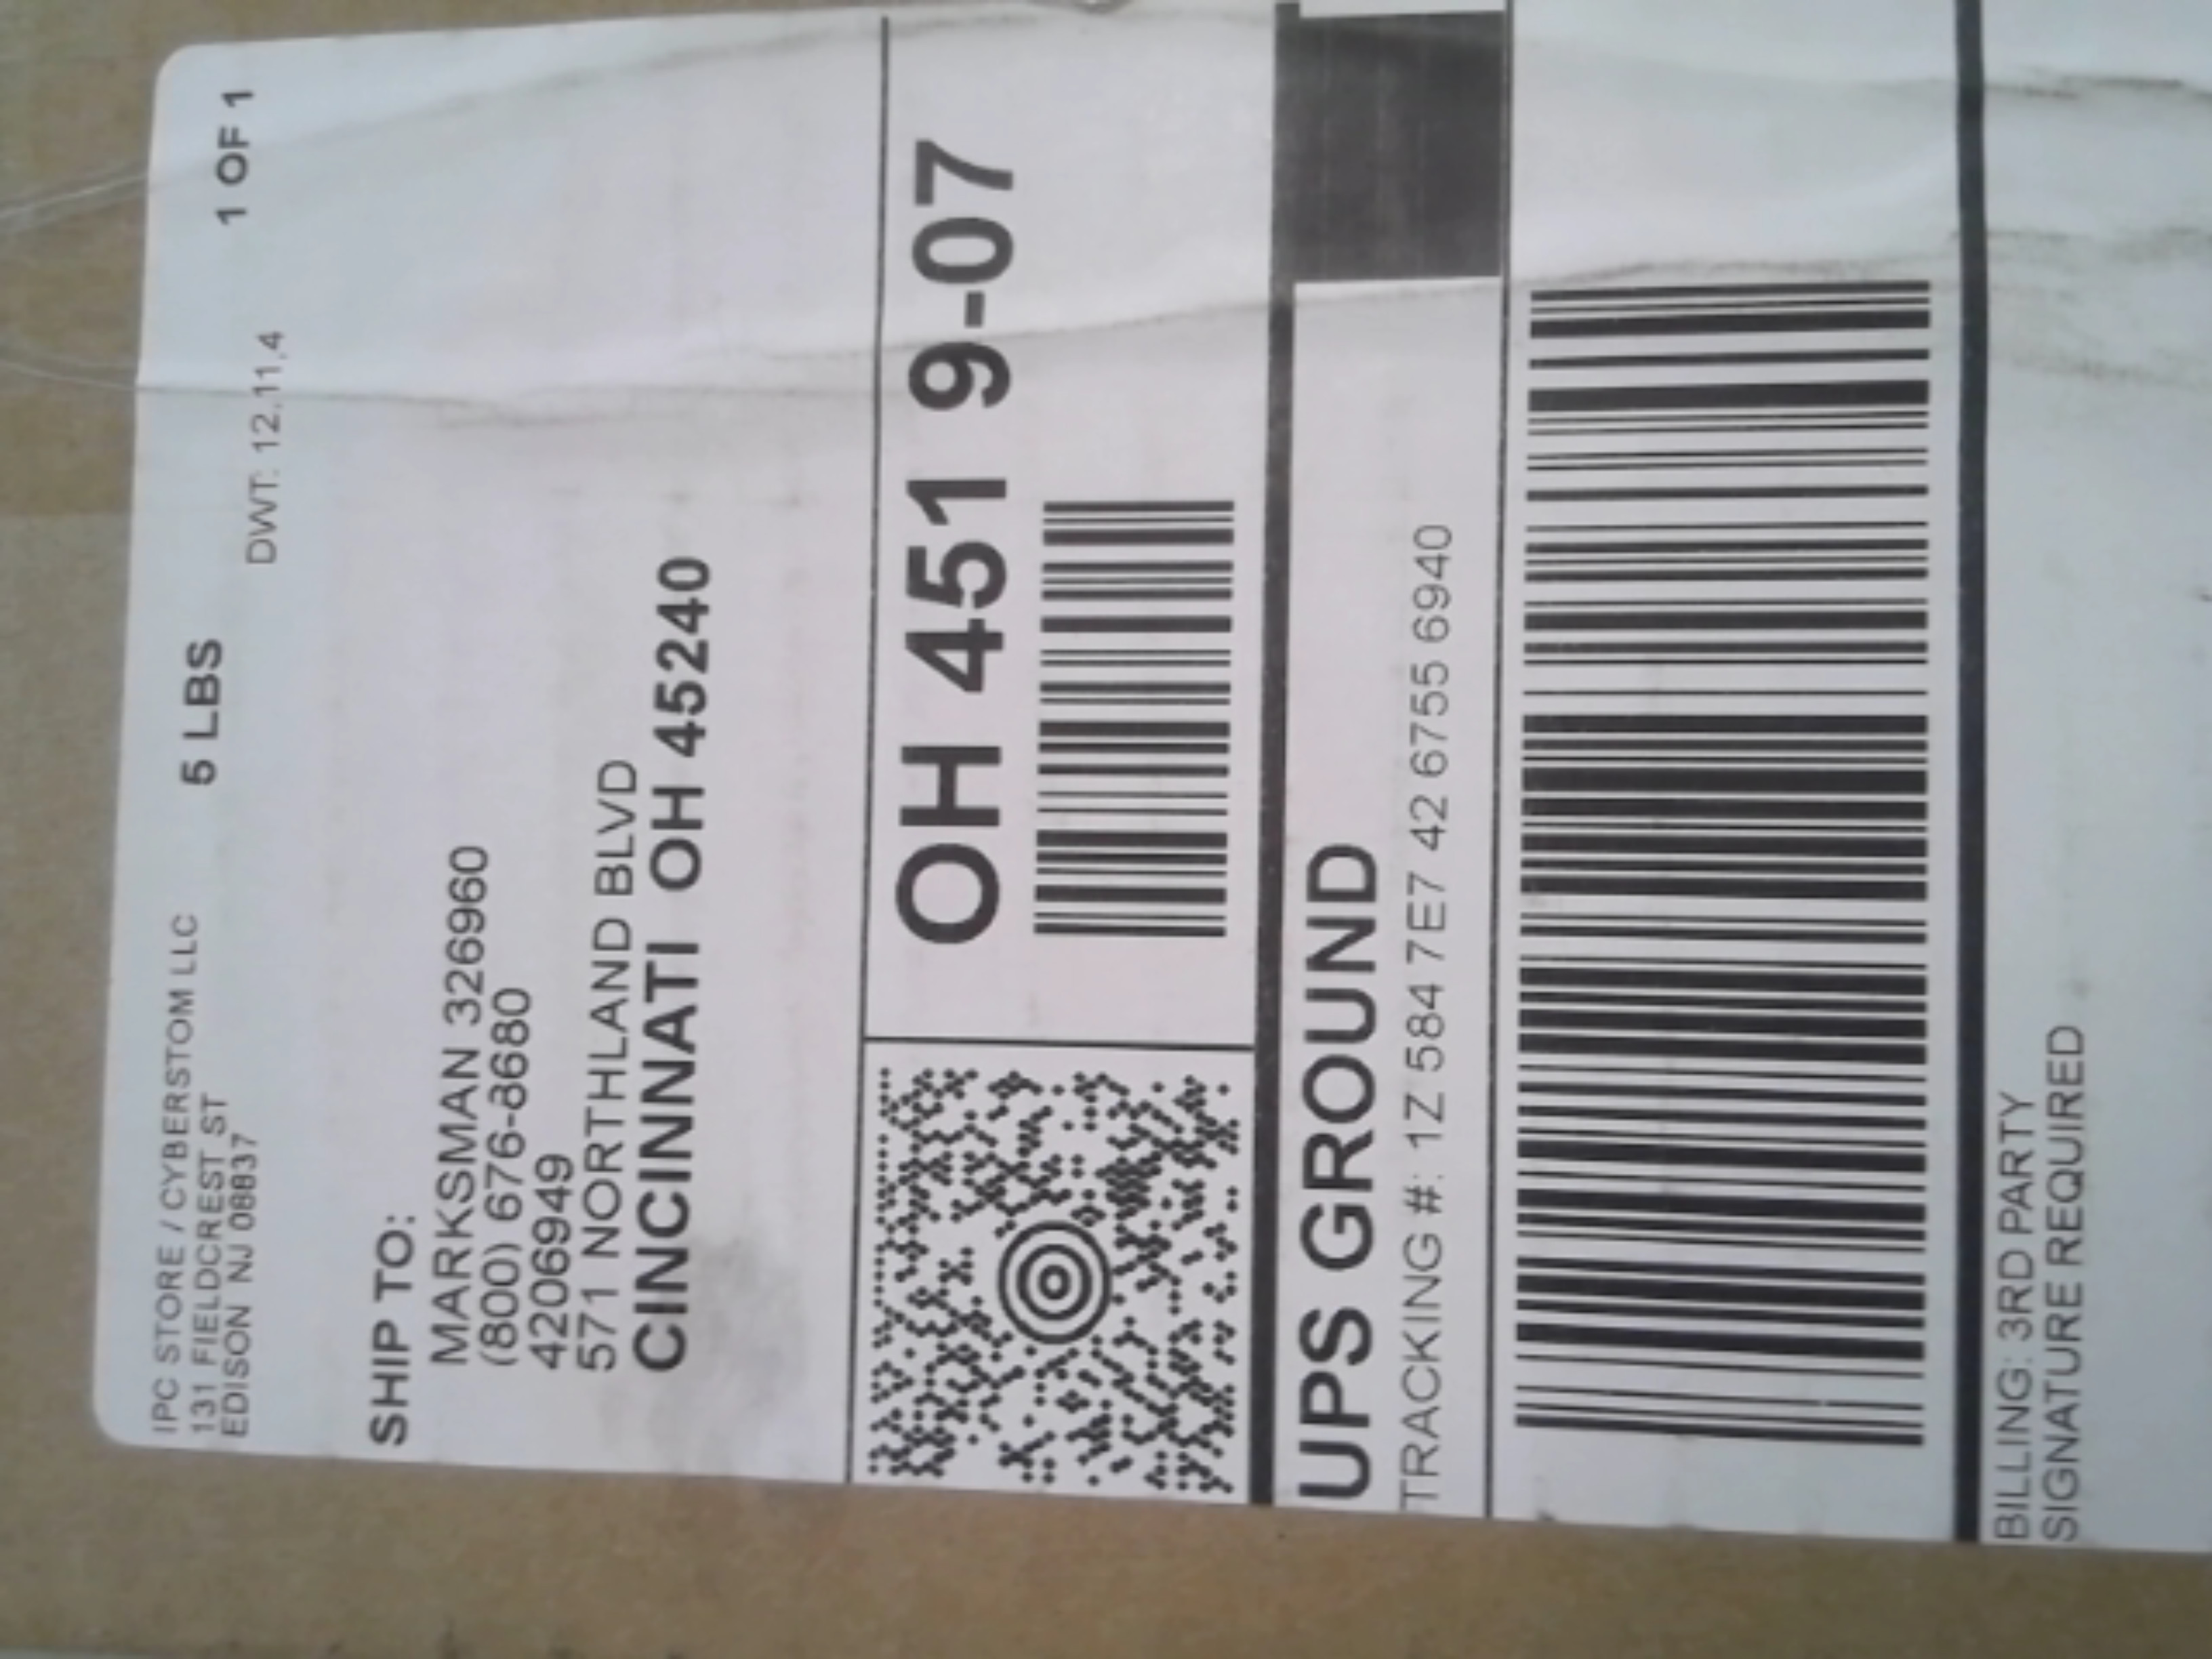 IPC STORE / CYBERSTOM LLC
131 FIELDCREST ST
EDISON NJ 08837
5 LBS
1 OF 1
DWT: 12,11,4
SHIP TO:
MARKSMAN 326960
(800) 676-8680
4206949
571 NORTHLAND BLVD
CINCINNATI OH 45240
OH 451 9-07
UPS GROUND
TRACKING #: 1Z 584 7E7 42 6755 6940
BILLING: 3RD PARTY
SIGNATURE REQUIRED